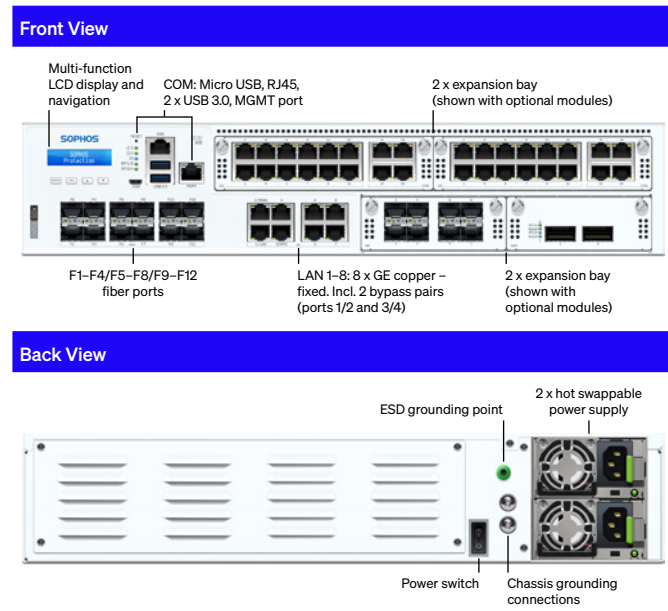 Front View
Multi-function
LCD display and
navigation
COM: Micro USB, RJ45,
2 x USB 3.0, MGMT port
2 x expansion bay
(shown with optional modules)
SOPHOS
SOPHOS
Protection
F1–F4/F5–F8/F9–F12
fiber ports
LAN 1–8: 8 x GE copper –
fixed. Incl. 2 bypass pairs
(ports 1/2 and 3/4)
2 x expansion bay
(shown with
optional modules)
Back View
ESD grounding point
2 x hot swappable
power supply
Power switch
Chassis grounding
connections